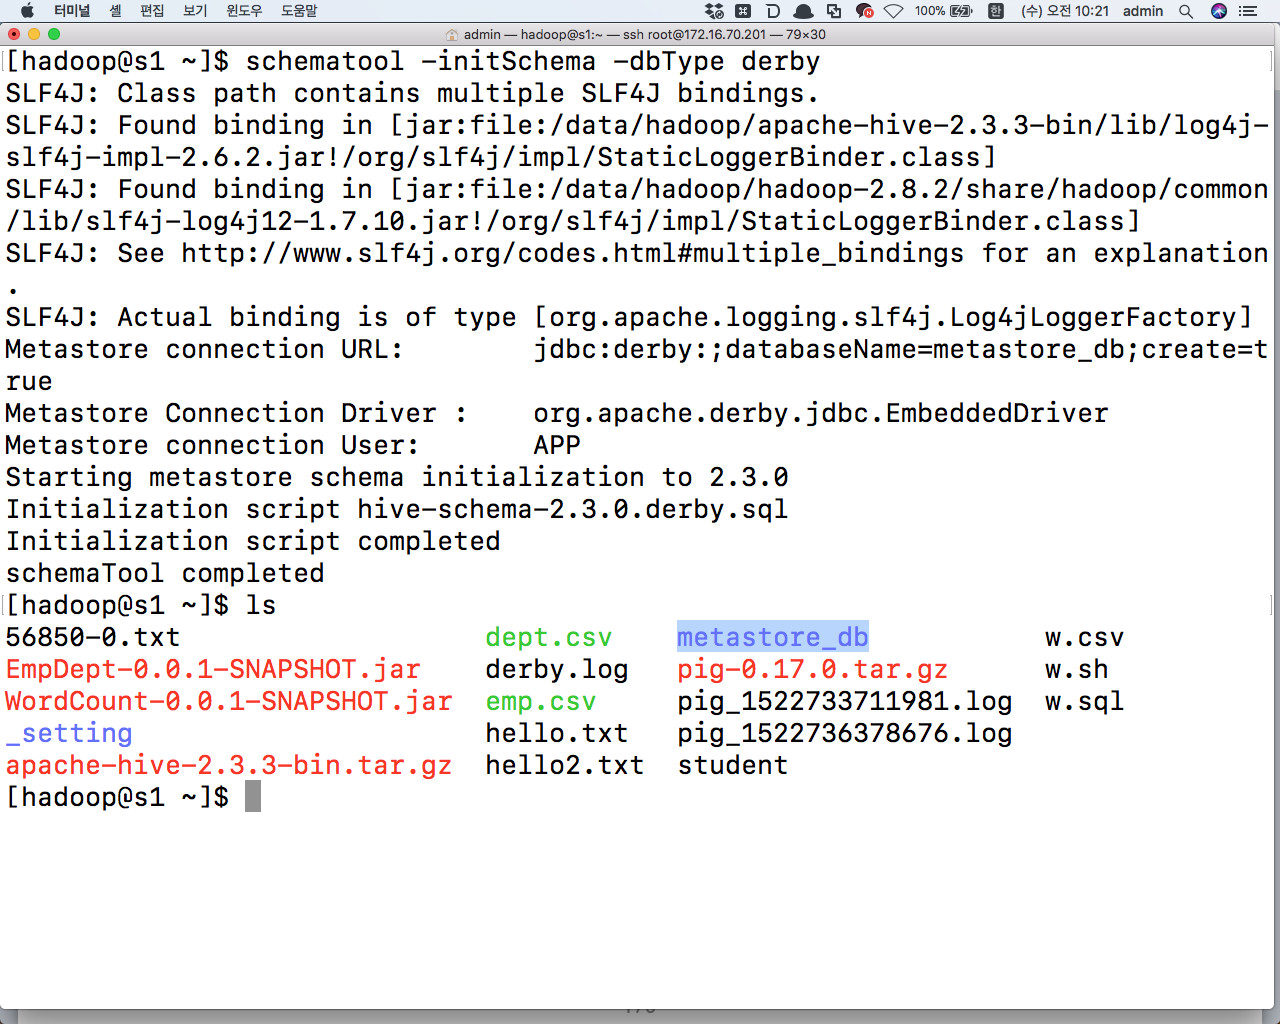 터미널 셸 편집 보기 윈도우 도움말 100% 한 (수) 오전 10:21 admin
admin — hadoop@s1:~ — ssh root@172.16.70.201 — 79×30
[hadoop@s1 ~]$ schematool -initSchema -dbType derby
SLF4J: Class path contains multiple SLF4J bindings.
SLF4J: Found binding in [jar:file:/data/hadoop/apache-hive-2.3.3-bin/lib/log4j-
slf4j-impl-2.6.2.jar!/org/slf4j/impl/StaticLoggerBinder.class]
SLF4J: Found binding in [jar:file:/data/hadoop/hadoop-2.8.2/share/hadoop/common
/lib/slf4j-log4j12-1.7.10.jar!/org/slf4j/impl/StaticLoggerBinder.class]
SLF4J: See http://www.slf4j.org/codes.html#multiple_bindings for an explanation
.
SLF4J: Actual binding is of type [org.apache.logging.slf4j.Log4jLoggerFactory]
Metastore connection URL: jdbc:derby:;databaseName=metastore_db;create=t
rue
Metastore Connection Driver : org.apache.derby.jdbc.EmbeddedDriver
Metastore connection User: APP
Starting metastore schema initialization to 2.3.0
Initialization script hive-schema-2.3.0.derby.sql
Initialization script completed
schemaTool completed
[hadoop@s1 ~]$ ls
56850-0.txt dept.csv metastore_db w.csv
EmpDept-0.0.1-SNAPSHOT.jar derby.log pig-0.17.0.tar.gz w.sh
WordCount-0.0.1-SNAPSHOT.jar emp.csv pig_1522733711981.log w.sql
_setting hello.txt pig_1522736378676.log
apache-hive-2.3.3-bin.tar.gz hello2.txt student
[hadoop@s1 ~]$